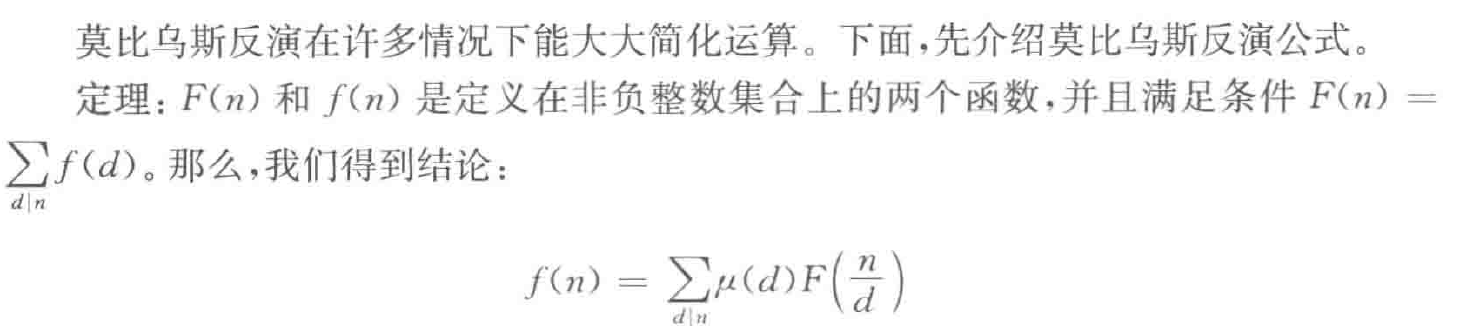 莫比乌斯反演在许多情况下能大大简化运算。下面,先介绍莫比乌斯反演公式。
定理:F(n) 和 f(n) 是定义在非负整数集合上的两个函数,并且满足条件 F(n) =
∑_{d|n} f(d)。那么,我们得到结论:
f(n) = ∑_{d|n} μ(d)F(n/d)